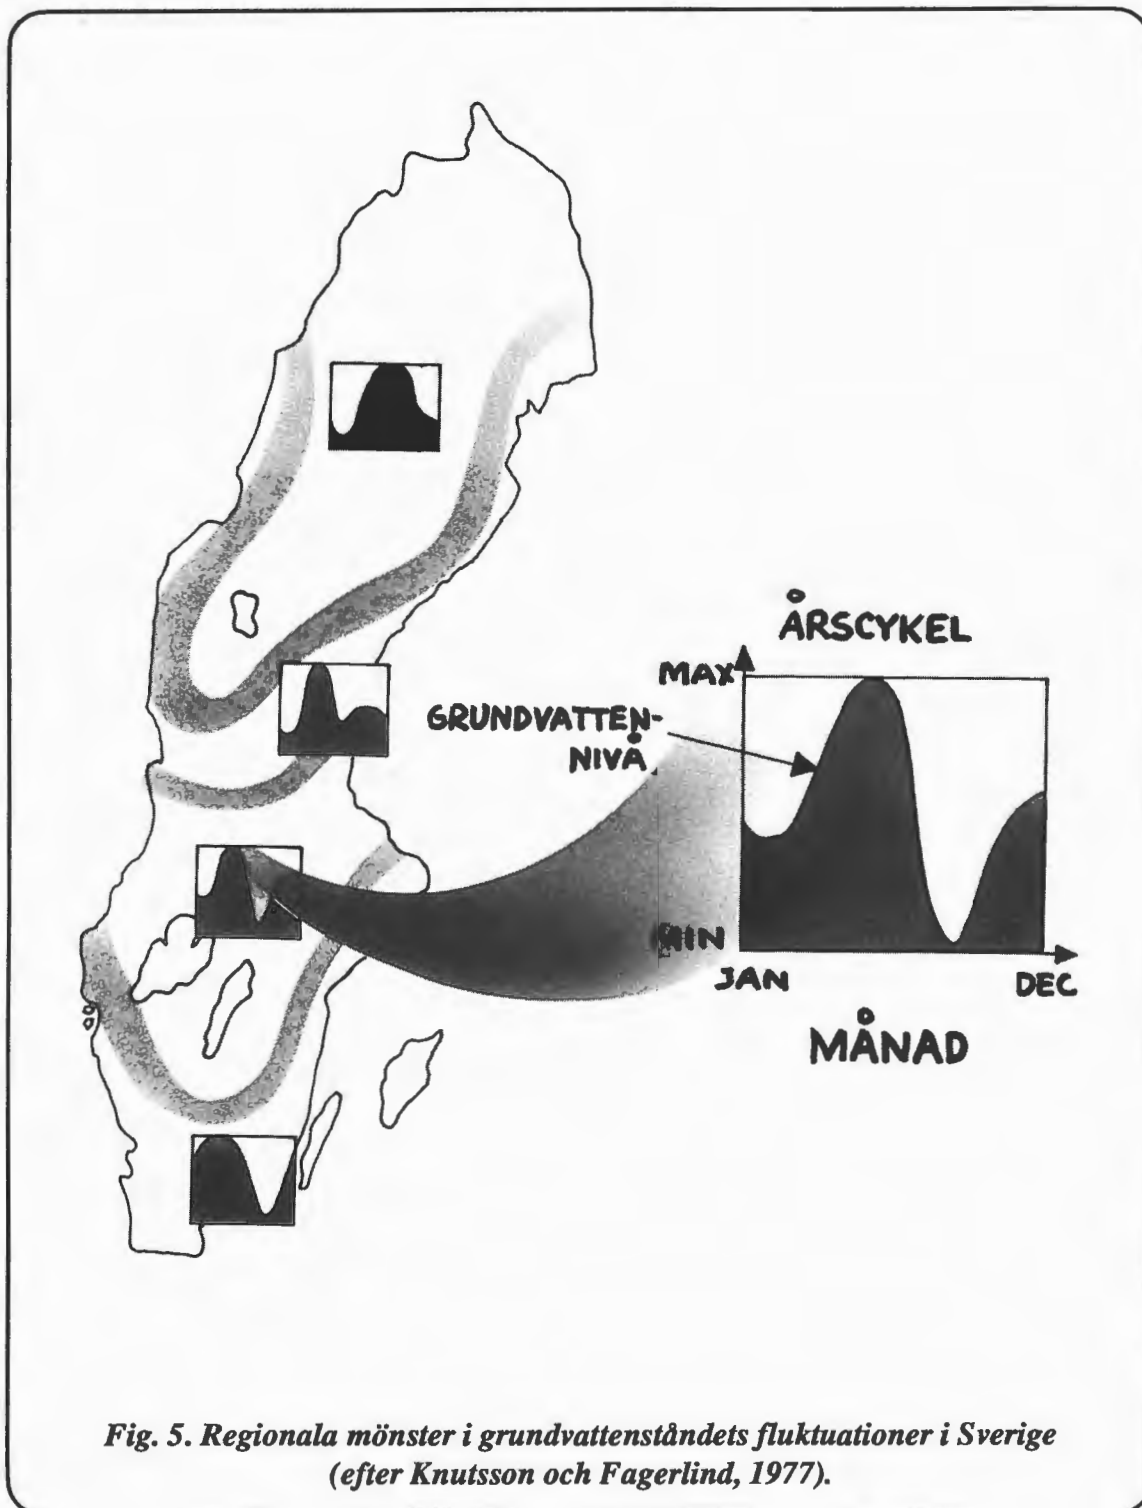 ÅRSCYKEL
MAX
GRUNDVATTEN-
NIVÅ
MIN
JAN
DEC
MÅNAD
Fig. 5. Regionala mönster i grundvattenståndets fluktuationer i Sverige
(efter Knutsson och Fagerlind, 1977).